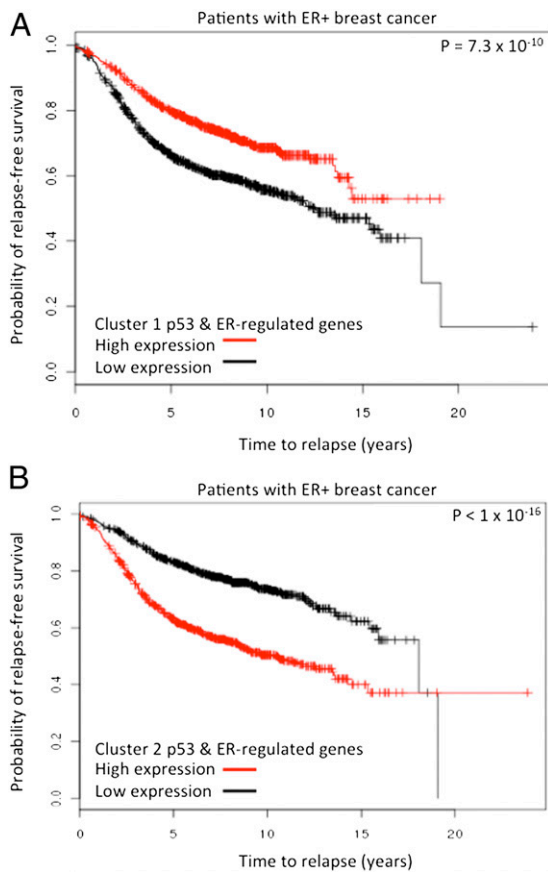 A
Patients with ER+ breast cancer
P = 7.3 x 10-10
Probability of relapse-free survival
1.0
0.8
0.6
0.4
0.2
0.0
Cluster 1 p53 & ER-regulated genes
High expression
Low expression
0
5
10
15
20
Time to relapse (years)
B
Patients with ER+ breast cancer
P < 1 x 10-16
Probability of relapse-free survival
1.0
0.8
0.6
0.4
0.2
0.0
Cluster 2 p53 & ER-regulated genes
High expression
Low expression
0
5
10
15
20
Time to relapse (years)